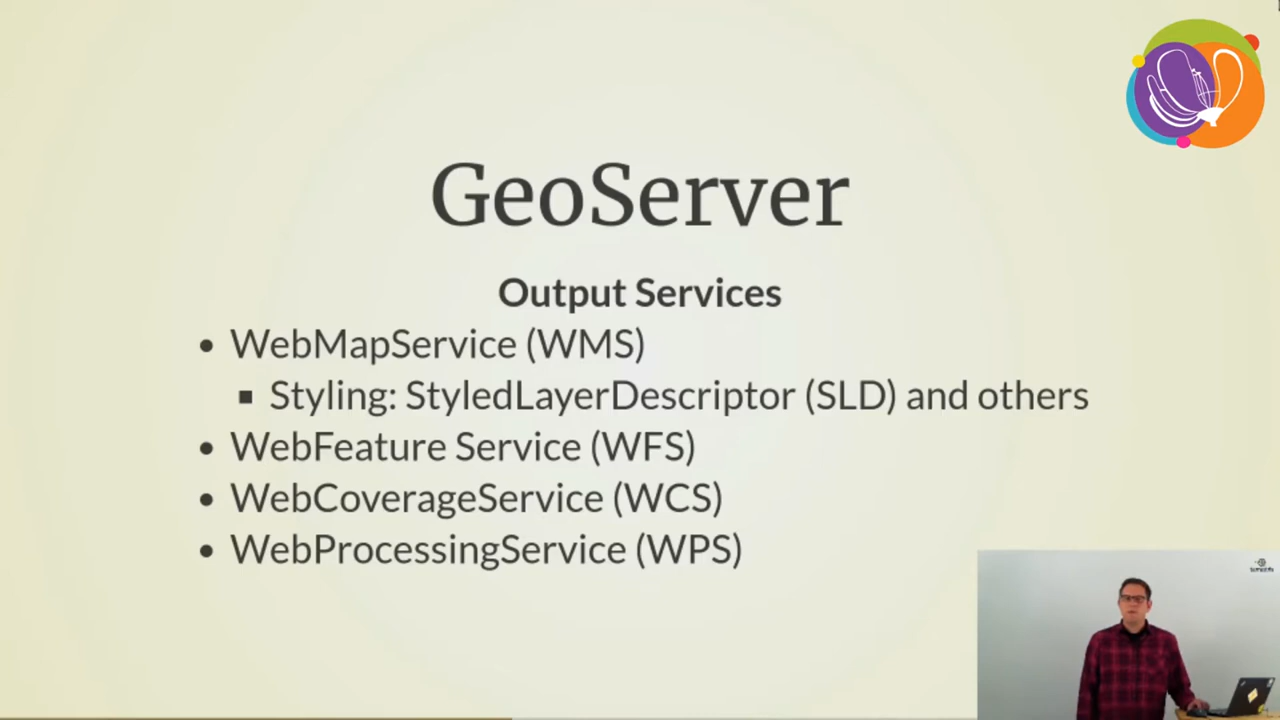 GeoServer
Output Services
• WebMapService (WMS)
▪ Styling: StyledLayerDescriptor (SLD) and others
• WebFeature Service (WFS)
• WebCoverageService (WCS)
• WebProcessingService (WPS)